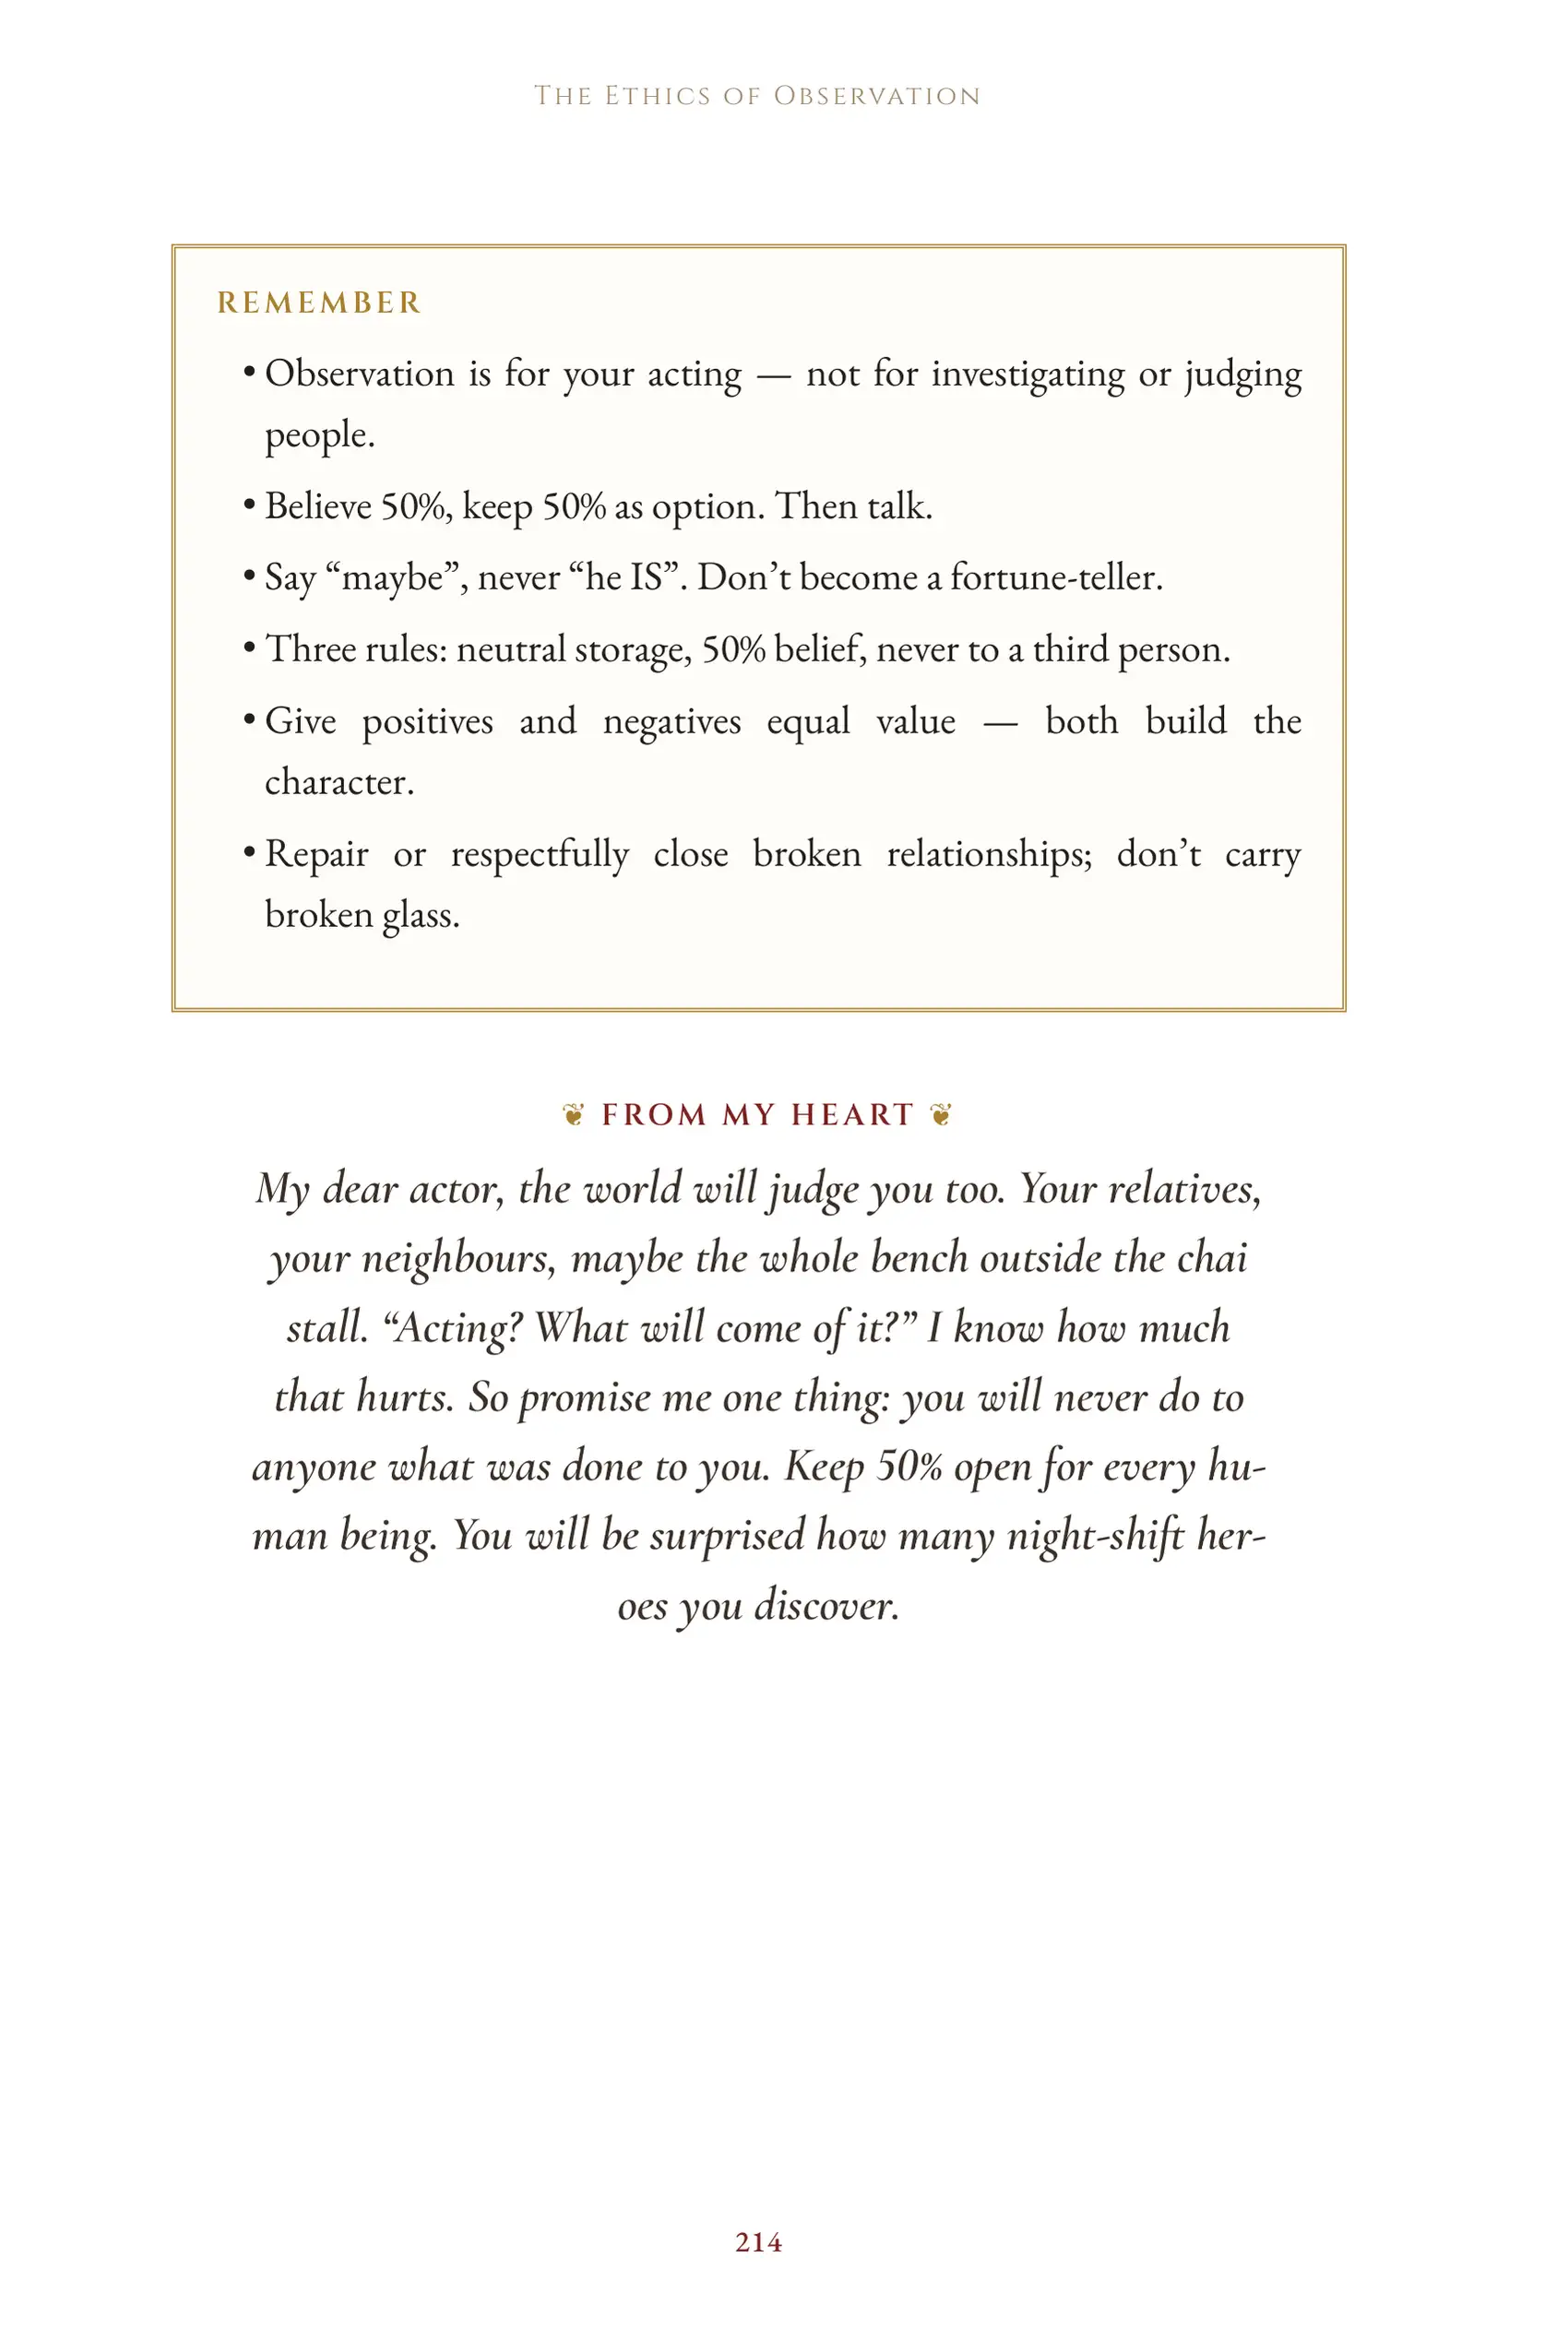 The Ethics of Observation
REMEMBER
• Observation is for your acting — not for investigating or judging
people.
• Believe 50%, keep 50% as option. Then talk.
• Say “maybe”, never “he IS”. Don’t become a fortune-teller.
• Three rules: neutral storage, 50% belief, never to a third person.
• Give positives and negatives equal value — both build the
character.
• Repair or respectfully close broken relationships; don’t carry
broken glass.
❦ FROM MY HEART ❦
My dear actor, the world will judge you too. Your relatives,
your neighbours, maybe the whole bench outside the chai
stall. “Acting? What will come of it?” I know how much
that hurts. So promise me one thing: you will never do to
anyone what was done to you. Keep 50% open for every hu-
man being. You will be surprised how many night-shift her-
oes you discover.
214